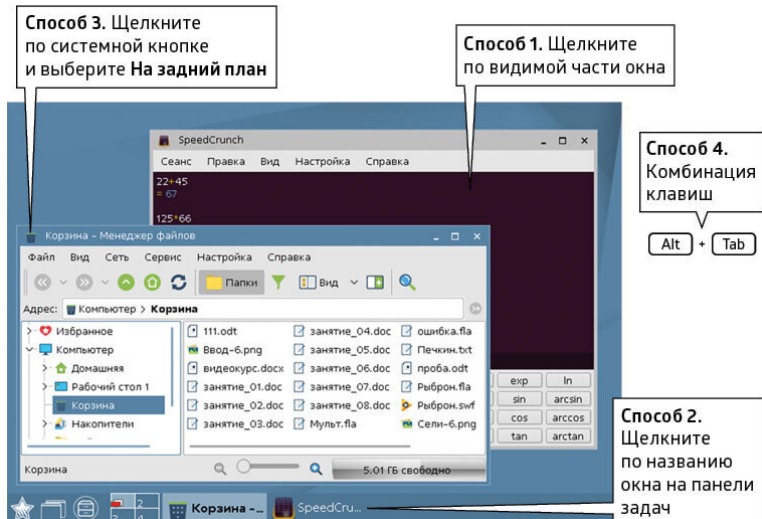 Способ 3. Щелкните
по системной кнопке
и выберите На задний план
Способ 1. Щелкните
по видимой части окна
Способ 4.
Комбинация
клавиш
Alt + Tab
SpeedCrunch
Сеанс Правка Вид Настройка Справка
22+45
= 67
125*66
Корзина – Менеджер файлов
Файл Вид Сеть Сервис Настройка Справка
Папки Вид
Адрес: Компьютер > Корзина
Избранное
Компьютер
Домашняя
Рабочий стол 1
Корзина
Накопители
111.odt занятие_04.doc ошибка.fla
Ввод-6.png занятие_05.doc Печкин.txt
видеокурс.docx занятие_06.doc проба.odt
занятие_01.doc занятие_07.doc Рыброн.fla
занятие_02.doc занятие_08.doc Рыброн.swf
занятие_03.doc Мульт.fla Сели-6.png
exp ln
sin arcsin
cos arccos
tan arctan
Корзина 5.01 ГБ свободно
Способ 2.
Щелкните
по названию
окна на панели
задач
2
Корзина –... SpeedCru...